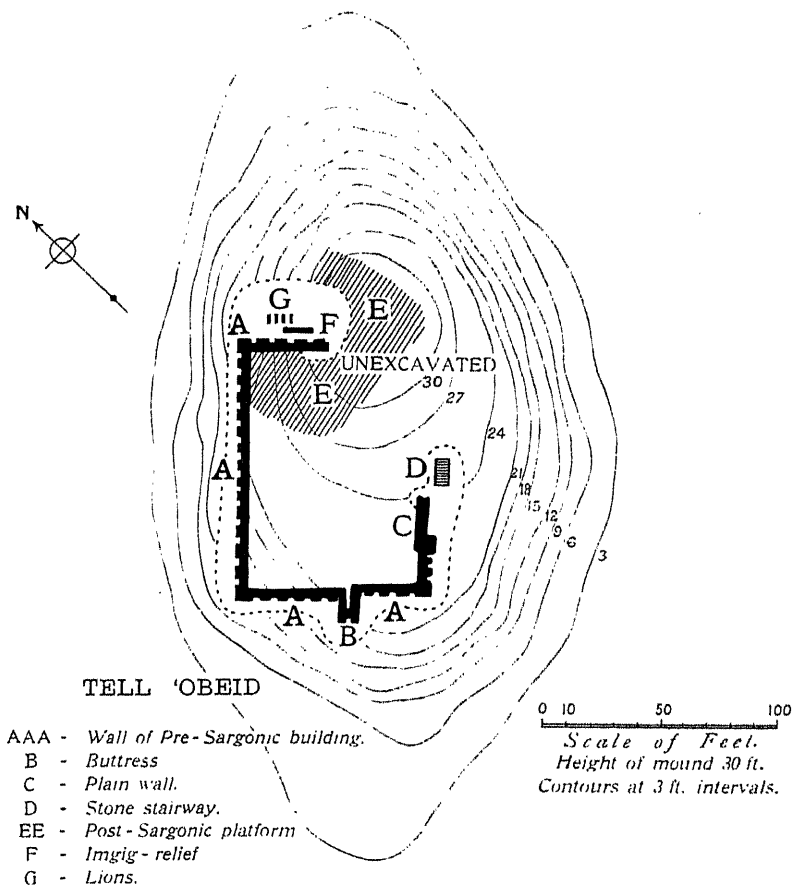 N
G
E
A
F
UNEXCAVATED
30
E
27
24
A
D
21
18
15
C
12
9
6
3
A
A
B
TELL 'OBEID
AAA - Wall of Pre-Sargonic building.
B - Buttress
C - Plain wall.
D - Stone stairway.
EE - Post-Sargonic platform
F - Imgig-relief
G - Lions.
0 10 50 100
Scale of Feet.
Height of mound 30 ft.
Contours at 3 ft. intervals.